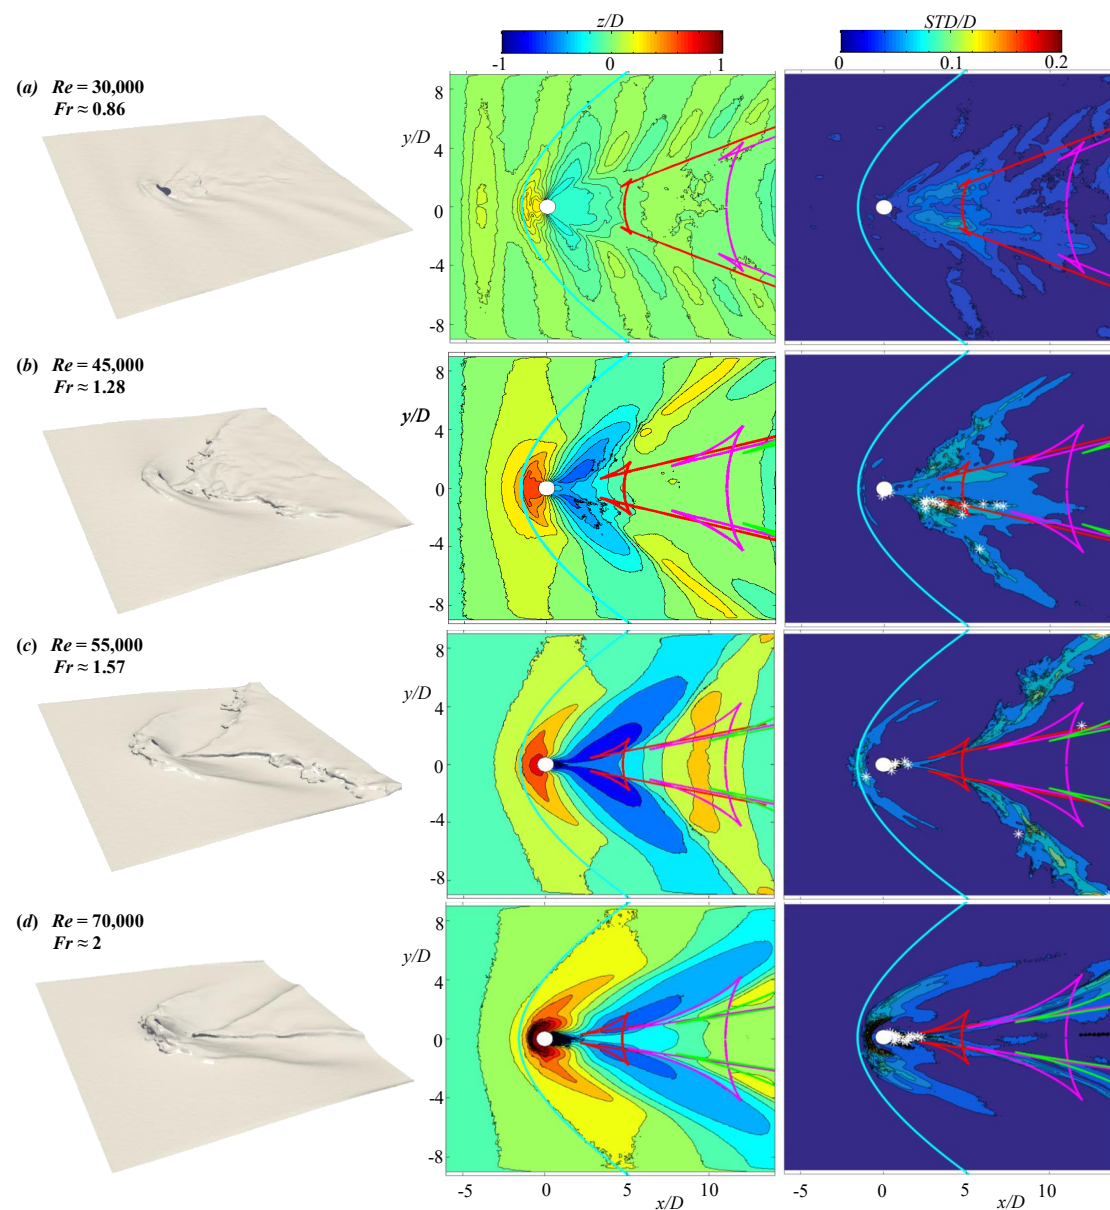 z/D
-1 0 1
STD/D
0 0.1 0.2
(a) Re = 30,000
Fr ≈ 0.86
8
y/D
4
0
-4
-8
(b) Re = 45,000
Fr ≈ 1.28
8
y/D
4
0
-4
-8
(c) Re = 55,000
Fr ≈ 1.57
8
y/D
4
0
-4
-8
(d) Re = 70,000
Fr ≈ 2
8
y/D
4
0
-4
-8
-5 0 5 10
x/D
-5 0 5 10
x/D